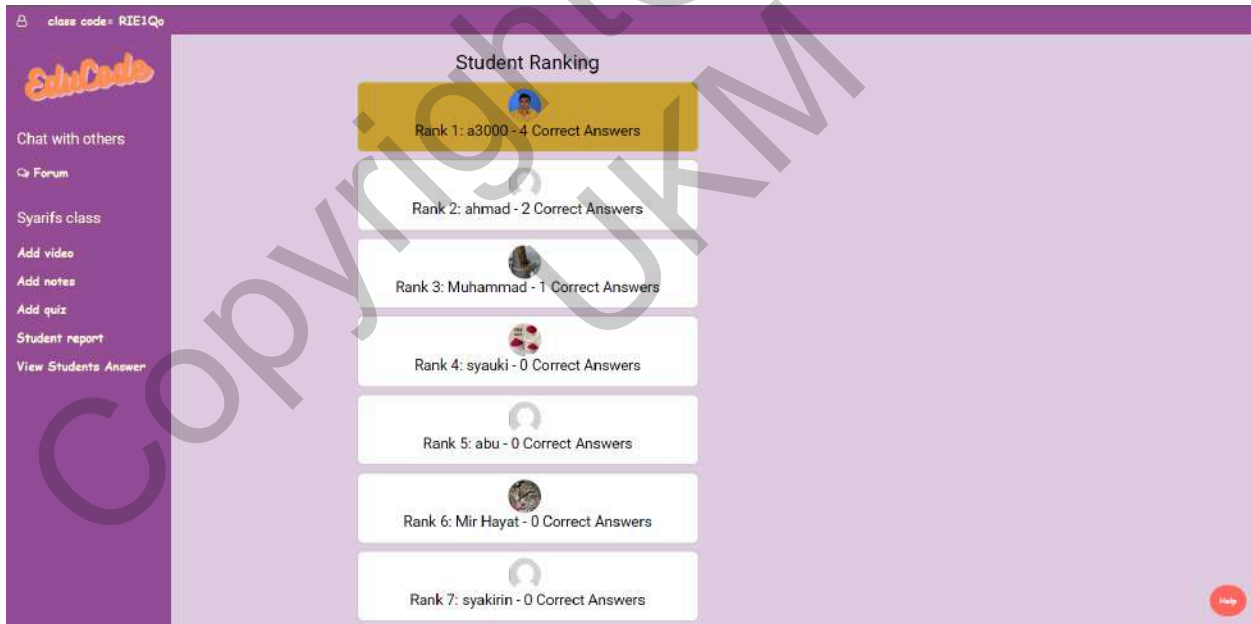 class code= RIE1Qo
EduCode
Chat with others
Forum
Syarifs class
Add video
Add notes
Add quiz
Student report
View Students Answer
Student Ranking
Rank 1: a3000 - 4 Correct Answers
Rank 2: ahmad - 2 Correct Answers
Rank 3: Muhammad - 1 Correct Answers
Rank 4: syauki - 0 Correct Answers
Rank 5: abu - 0 Correct Answers
Rank 6: Mir Hayat - 0 Correct Answers
Rank 7: syakirin - 0 Correct Answers
Help
Copyright
UKM